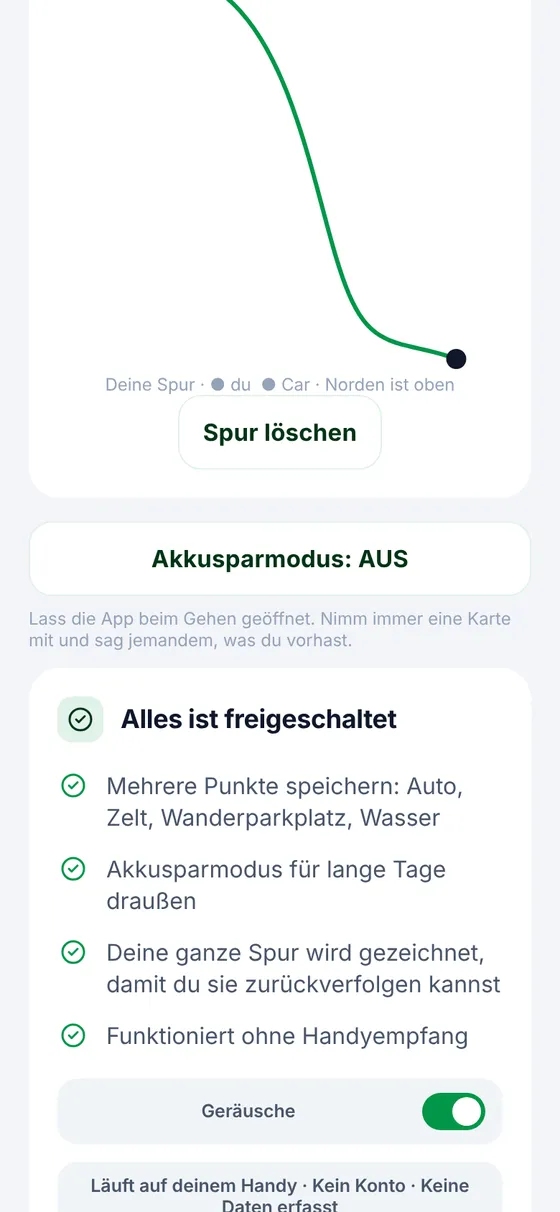 Deine Spur · du Car · Norden ist oben
Spur löschen
Akkusparmodus: AUS
Lass die App beim Gehen geöffnet. Nimm immer eine Karte
mit und sag jemandem, was du vorhast.
Alles ist freigeschaltet
Mehrere Punkte speichern: Auto,
Zelt, Wanderparkplatz, Wasser
Akkusparmodus für lange Tage
draußen
Deine ganze Spur wird gezeichnet,
damit du sie zurückverfolgen kannst
Funktioniert ohne Handyempfang
Geräusche
Läuft auf deinem Handy · Kein Konto · Keine
Daten erfasst